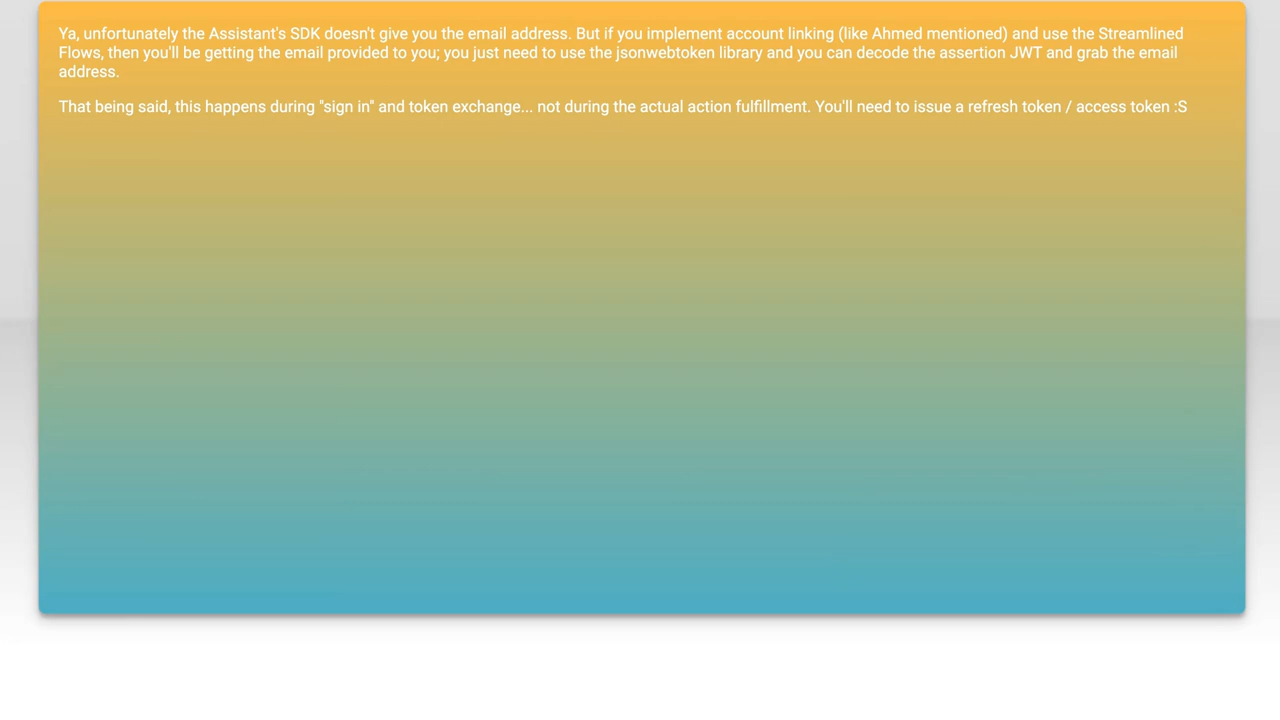 Ya, unfortunately the Assistant's SDK doesn't give you the email address. But if you implement account linking (like Ahmed mentioned) and use the Streamlined
Flows, then you'll be getting the email provided to you; you just need to use the jsonwebtoken library and you can decode the assertion JWT and grab the email
address.
That being said, this happens during "sign in" and token exchange... not during the actual action fulfillment. You'll need to issue a refresh token / access token :S